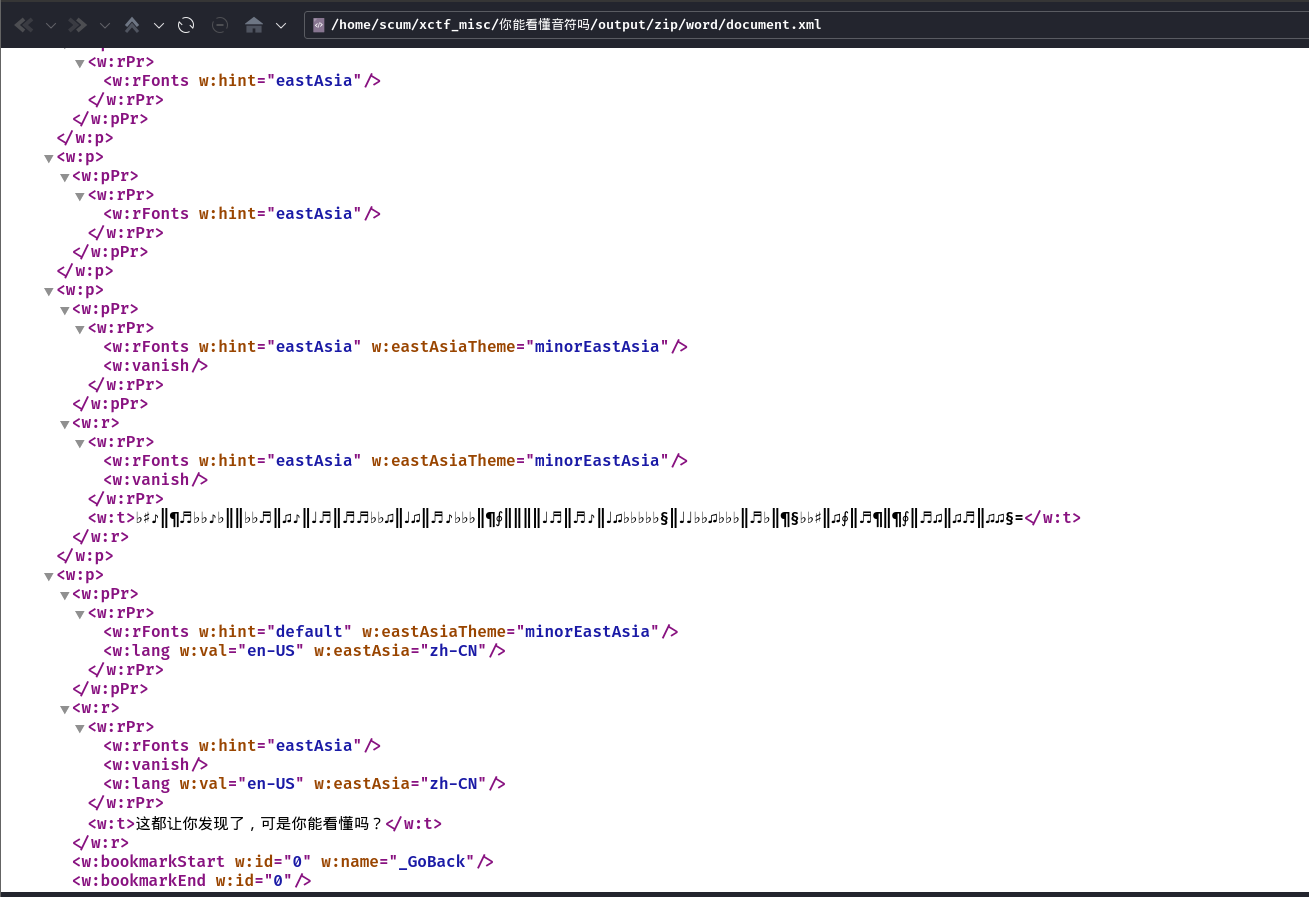 /home/scum/xctf_misc/你能看懂音符吗/output/zip/word/document.xml
▼<w:rPr>
<w:rFonts w:hint="eastAsia"/>
</w:rPr>
</w:pPr>
</w:p>
▼<w:p>
▼<w:pPr>
▼<w:rPr>
<w:rFonts w:hint="eastAsia"/>
</w:rPr>
</w:pPr>
</w:p>
▼<w:p>
▼<w:pPr>
▼<w:rPr>
<w:rFonts w:hint="eastAsia" w:eastAsiaTheme="minorEastAsia"/>
<w:vanish/>
</w:rPr>
</w:pPr>
▼<w:r>
▼<w:rPr>
<w:rFonts w:hint="eastAsia" w:eastAsiaTheme="minorEastAsia"/>
<w:vanish/>
</w:rPr>
<w:t>♭♯♪‖¶♬♭♭♪♭‖‖♭♭♬‖♫♪‖♩♬‖♬♬♭♭♫‖♩♫‖♬♪♭♭♭‖¶∮‖‖‖‖♩♬‖♬♪‖♩♫♭♭♭♭♭§‖♩♩♭♭♫♭♭♭‖♬♭‖¶§♭♭♯‖♫∮‖♬¶‖¶∮‖♬♫‖♫♬‖♫♫§=</w:t>
</w:r>
</w:p>
▼<w:p>
▼<w:pPr>
▼<w:rPr>
<w:rFonts w:hint="default" w:eastAsiaTheme="minorEastAsia"/>
<w:lang w:val="en-US" w:eastAsia="zh-CN"/>
</w:rPr>
</w:pPr>
▼<w:r>
▼<w:rPr>
<w:rFonts w:hint="eastAsia"/>
<w:vanish/>
<w:lang w:val="en-US" w:eastAsia="zh-CN"/>
</w:rPr>
<w:t>这都让你发现了，可是你能看懂吗？</w:t>
</w:r>
<w:bookmarkStart w:id="0" w:name="_GoBack"/>
<w:bookmarkEnd w:id="0"/>